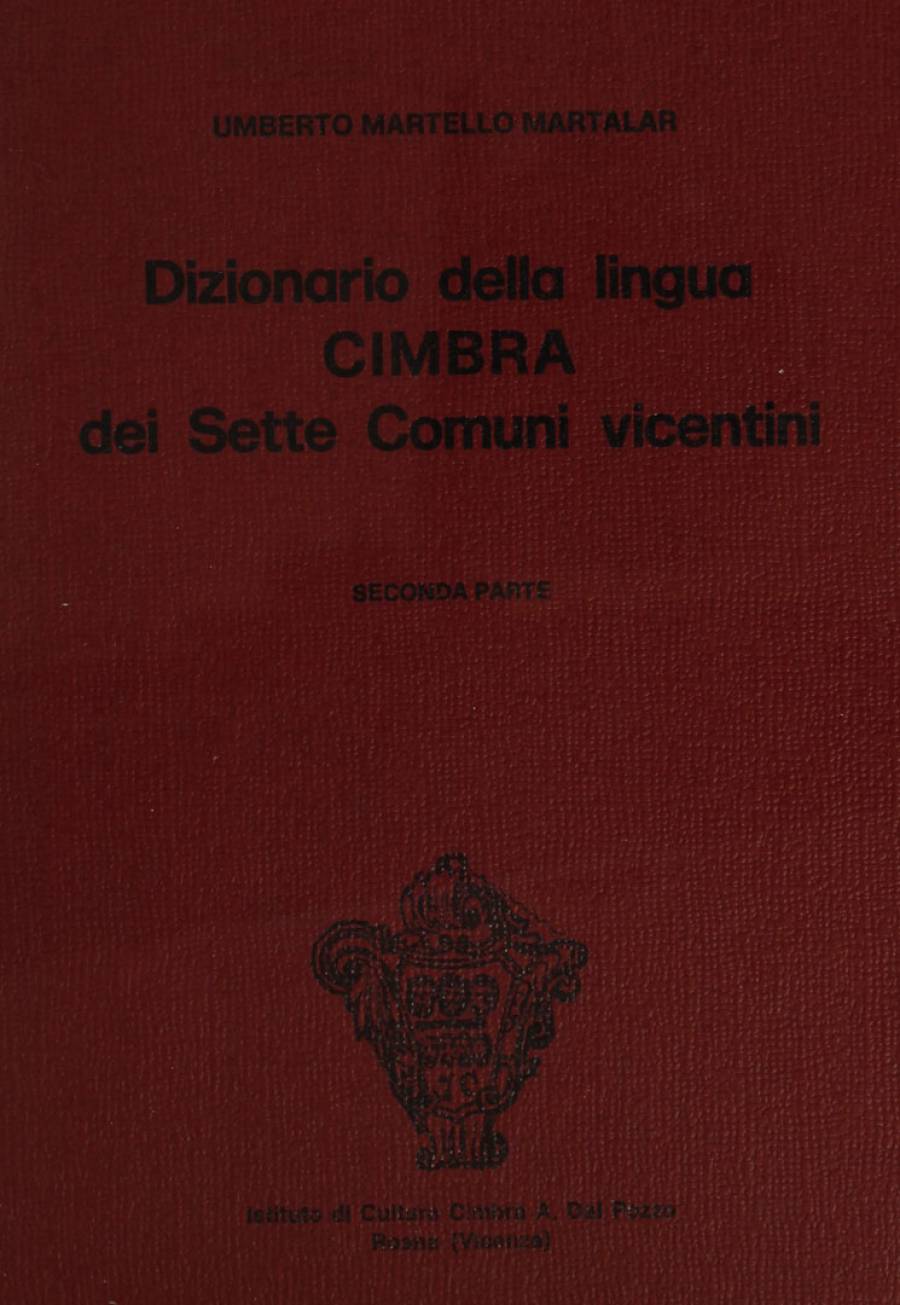 UMBERTO MARTELLO MARTALAR
Dizionario della lingua
CIMBRA
dei Sette Comuni vicentini
SECONDA PARTE
Istituto di Cultura Cimbra A. Dal Pozzo
Roana (Vicenza)